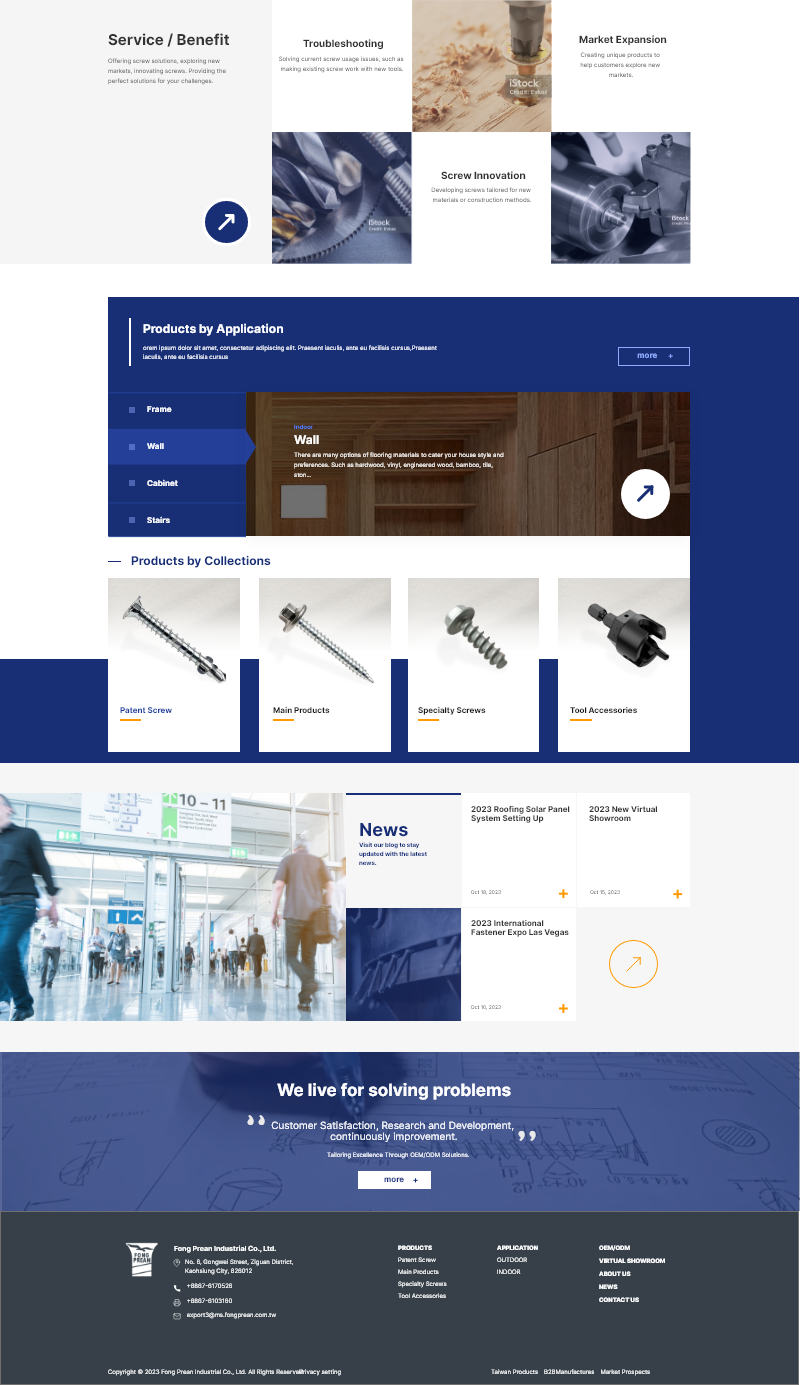 Service / Benefit
Offering screw solutions, exploring new
markets, innovating screws. Providing the
perfect solutions for your challenges.
Troubleshooting
Solving current screw usage issues, such as
making existing screw work with new tools.
iStock
Credit: Evkaz
Market Expansion
Creating unique products to
help customers explore new
markets.
iStock
Credit: Evkaz
Screw Innovation
Developing screws tailored for new
materials or construction methods.
iStock
Products by Application
orem ipsum dolor sit amet, consectetur adipiscing elit. Praesent iaculis, ante eu facilisis cursus,Praesent
iaculis, ante eu facilisis cursus
more +
Frame
Wall
Cabinet
Stairs
Indoor
Wall
There are many options of flooring materials to cater your house style and
preferences. Such as hardwood, vinyl, engineered wood, bamboo, tile,
ston...
Products by Collections
Patent Screw
Main Products
Specialty Screws
Tool Accessories
10 – 11
News
Visit our blog to stay
updated with the latest
news.
2023 Roofing Solar Panel
System Setting Up
Oct 18, 2023
2023 New Virtual
Showroom
Oct 15, 2023
2023 International
Fastener Expo Las Vegas
Oct 10, 2023
We live for solving problems
“ Customer Satisfaction, Research and Development,
continuously improvement. ”
Tailoring Excellence Through OEM/ODM Solutions.
more +
FONG
PREAN
Fong Prean Industrial Co., Ltd.
No. 6, Gongwei Street, Ziguan District,
Kaohsiung City, 826012
+8867-6170526
+8867-6103160
export3@ms.fongprean.com.tw
PRODUCTS
Patent Screw
Main Products
Specialty Screws
Tool Accessories
APPLICATION
OUTDOOR
INDOOR
OEM/ODM
VIRTUAL SHOWROOM
ABOUT US
NEWS
CONTACT US
Copyright © 2023 Fong Prean Industrial Co., Ltd. All Rights Reserved Privacy setting
Taiwan Products B2BManufactures Market Prospects